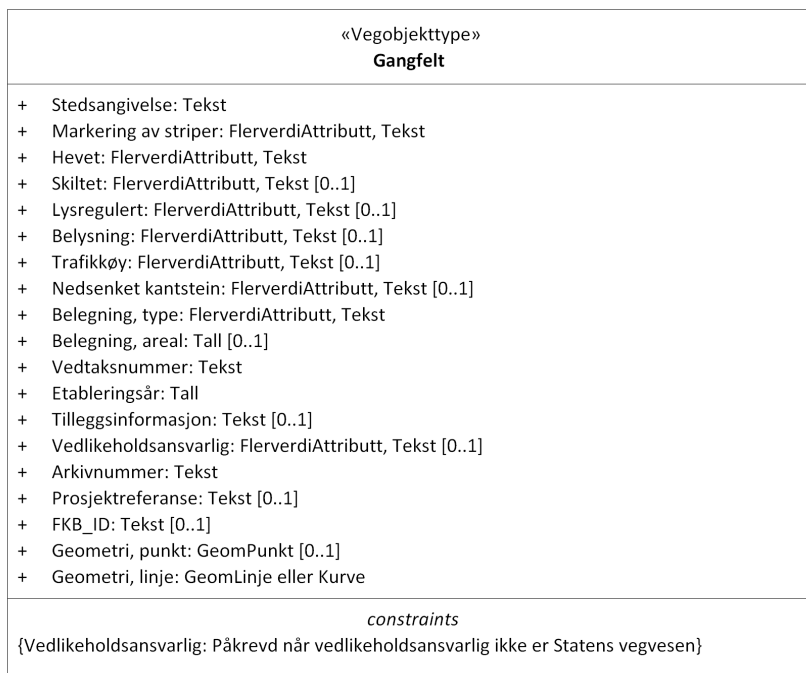 «Vegobjekttype»
Gangfelt
+ Stedsangivelse: Tekst
+ Markering av striper: FlerverdiAttributt, Tekst
+ Hevet: FlerverdiAttributt, Tekst
+ Skiltet: FlerverdiAttributt, Tekst [0..1]
+ Lysregulert: FlerverdiAttributt, Tekst [0..1]
+ Belysning: FlerverdiAttributt, Tekst [0..1]
+ Trafikkøy: FlerverdiAttributt, Tekst [0..1]
+ Nedsenket kantstein: FlerverdiAttributt, Tekst [0..1]
+ Belegning, type: FlerverdiAttributt, Tekst
+ Belegning, areal: Tall [0..1]
+ Vedtaksnummer: Tekst
+ Etableringsår: Tall
+ Tilleggsinformasjon: Tekst [0..1]
+ Vedlikeholdsansvarlig: FlerverdiAttributt, Tekst [0..1]
+ Arkivnummer: Tekst
+ Prosjektreferanse: Tekst [0..1]
+ FKB_ID: Tekst [0..1]
+ Geometri, punkt: GeomPunkt [0..1]
+ Geometri, linje: GeomLinje eller Kurve
constraints
{Vedlikeholdsansvarlig: Påkrevd når vedlikeholdsansvarlig ikke er Statens vegvesen}